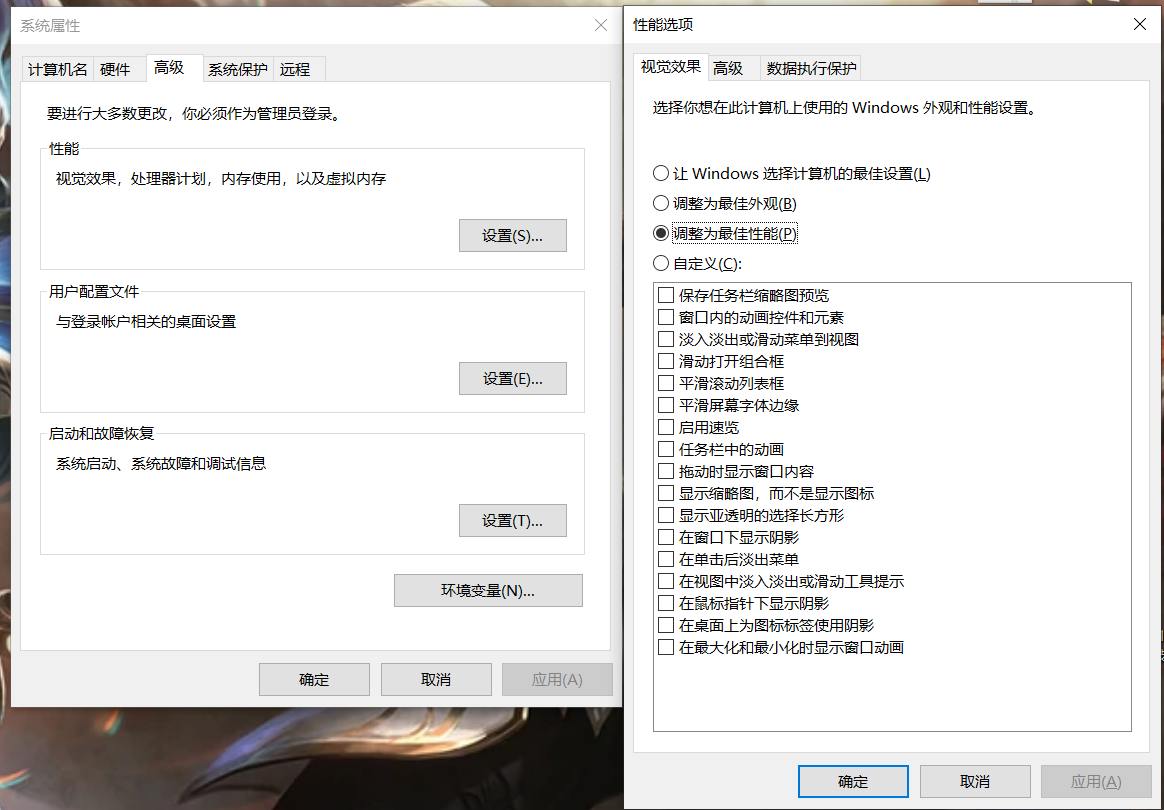 系统属性
计算机名
硬件
高级
系统保护
远程
要进行大多数更改，你必须作为管理员登录。
性能
视觉效果，处理器计划，内存使用，以及虚拟内存
设置(S)...
用户配置文件
与登录帐户相关的桌面设置
设置(E)...
启动和故障恢复
系统启动、系统故障和调试信息
设置(T)...
环境变量(N)...
确定
取消
应用(A)
性能选项
视觉效果
高级
数据执行保护
选择你想在此计算机上使用的 Windows 外观和性能设置。
让 Windows 选择计算机的最佳设置(L)
调整为最佳外观(B)
调整为最佳性能(P)
自定义(C):
保存任务栏缩略图预览
窗口内的动画控件和元素
淡入淡出或滑动菜单到视图
滑动打开组合框
平滑滚动列表框
平滑屏幕字体边缘
启用速览
任务栏中的动画
拖动时显示窗口内容
显示缩略图，而不是显示图标
显示亚透明的选择长方形
在窗口下显示阴影
在单击后淡出菜单
在视图中淡入淡出或滑动工具提示
在鼠标指针下显示阴影
在桌面上为图标标签使用阴影
在最大化和最小化时显示窗口动画
确定
取消
应用(A)